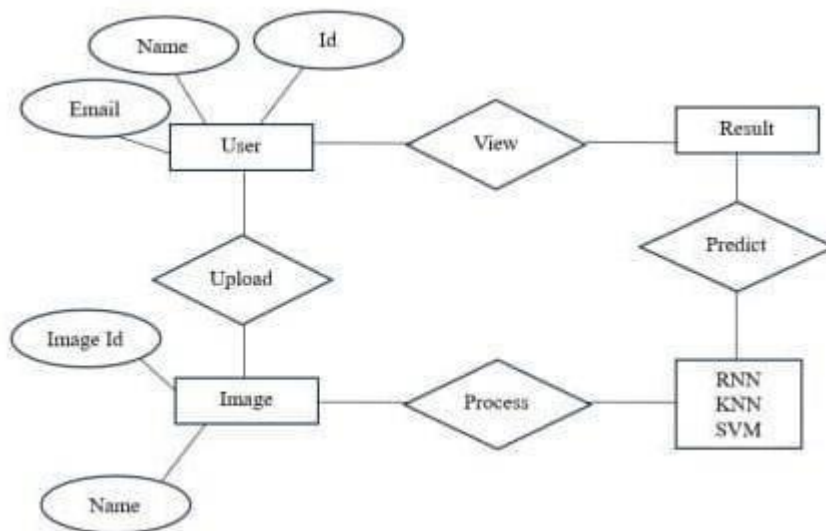 Name
Id
Email
User
View
Result
Upload
Predict
Image Id
Image
Process
RNN
KNN
SVM
Name